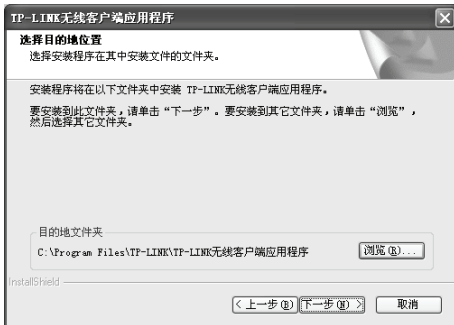 TP-LINK无线客户端应用程序
选择目的地位置
选择安装程序在其中安装文件的文件夹。
安装程序将在以下文件夹中安装 TP-LINK无线客户端应用程序。
要安装到此文件夹，请单击“下一步”。要安装到其它文件夹，请单击“浏览”，
然后选择其它文件夹。
目的地文件夹
C:\Program Files\TP-LINK\TP-LINK无线客户端应用程序
浏览(R)...
InstallShield
<上一步(B) 下一步(N)> 取消